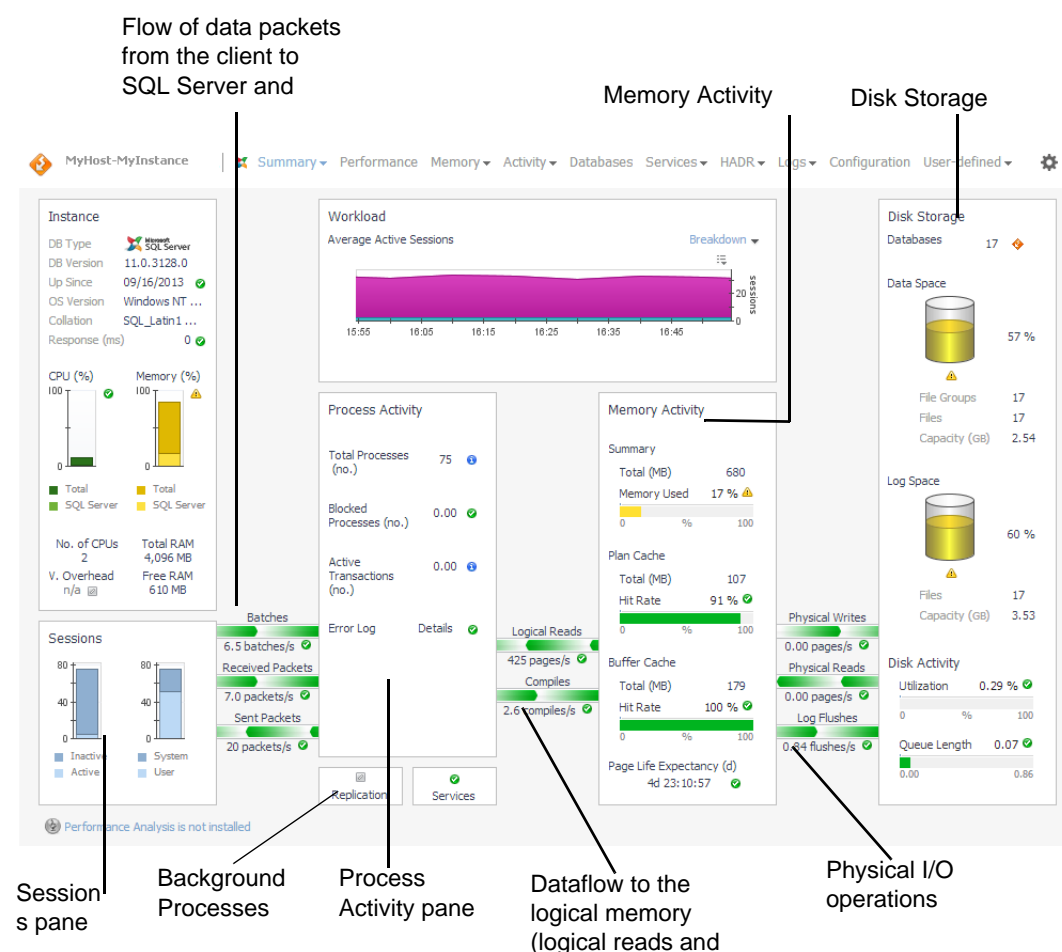 Flow of data packets
from the client to
SQL Server and
Memory Activity
Disk Storage
MyHost-MyInstance
Summary Performance Memory Activity Databases Services HADR Logs Configuration User-defined
Instance
DB Type Microsoft SQL Server
DB Version 11.0.3128.0
Up Since 09/16/2013
OS Version Windows NT ...
Collation SQL_Latin1 ...
Response (ms) 0
CPU (%) Memory (%)
100 100
0 0
Total Total
SQL Server SQL Server
No. of CPUs Total RAM
2 4,096 MB
V. Overhead Free RAM
n/a 610 MB
Sessions
80 80
40 40
0 0
Inactive System
Active User
Batches
6.5 batches/s
Received Packets
7.0 packets/s
Sent Packets
20 packets/s
Workload
Average Active Sessions Breakdown
20
0
sessions
15:55 16:05 16:15 16:25 16:35 16:45
Process Activity
Total Processes
(no.)
75
Blocked
Processes (no.)
0.00
Active
Transactions
(no.)
0.00
Error Log Details
Replication
Services
Logical Reads
425 pages/s
Compiles
2.6 compiles/s
Memory Activity
Summary
Total (MB) 680
Memory Used 17 %
0 % 100
Plan Cache
Total (MB) 107
Hit Rate 91 %
0 % 100
Buffer Cache
Total (MB) 179
Hit Rate 100 %
0 % 100
Page Life Expectancy (d)
4d 23:10:57
Physical Writes
0.00 pages/s
Physical Reads
0.00 pages/s
Log Flushes
0.84 flushes/s
Disk Storage
Databases 17
Data Space
57 %
File Groups 17
Files 17
Capacity (GB) 2.54
Log Space
60 %
Files 17
Capacity (GB) 3.53
Disk Activity
Utilization 0.29 %
0 % 100
Queue Length 0.07
0.00 0.86
Performance Analysis is not installed
Session
s pane
Background
Processes
Process
Activity pane
Dataflow to the
logical memory
(logical reads and
Physical I/O
operations